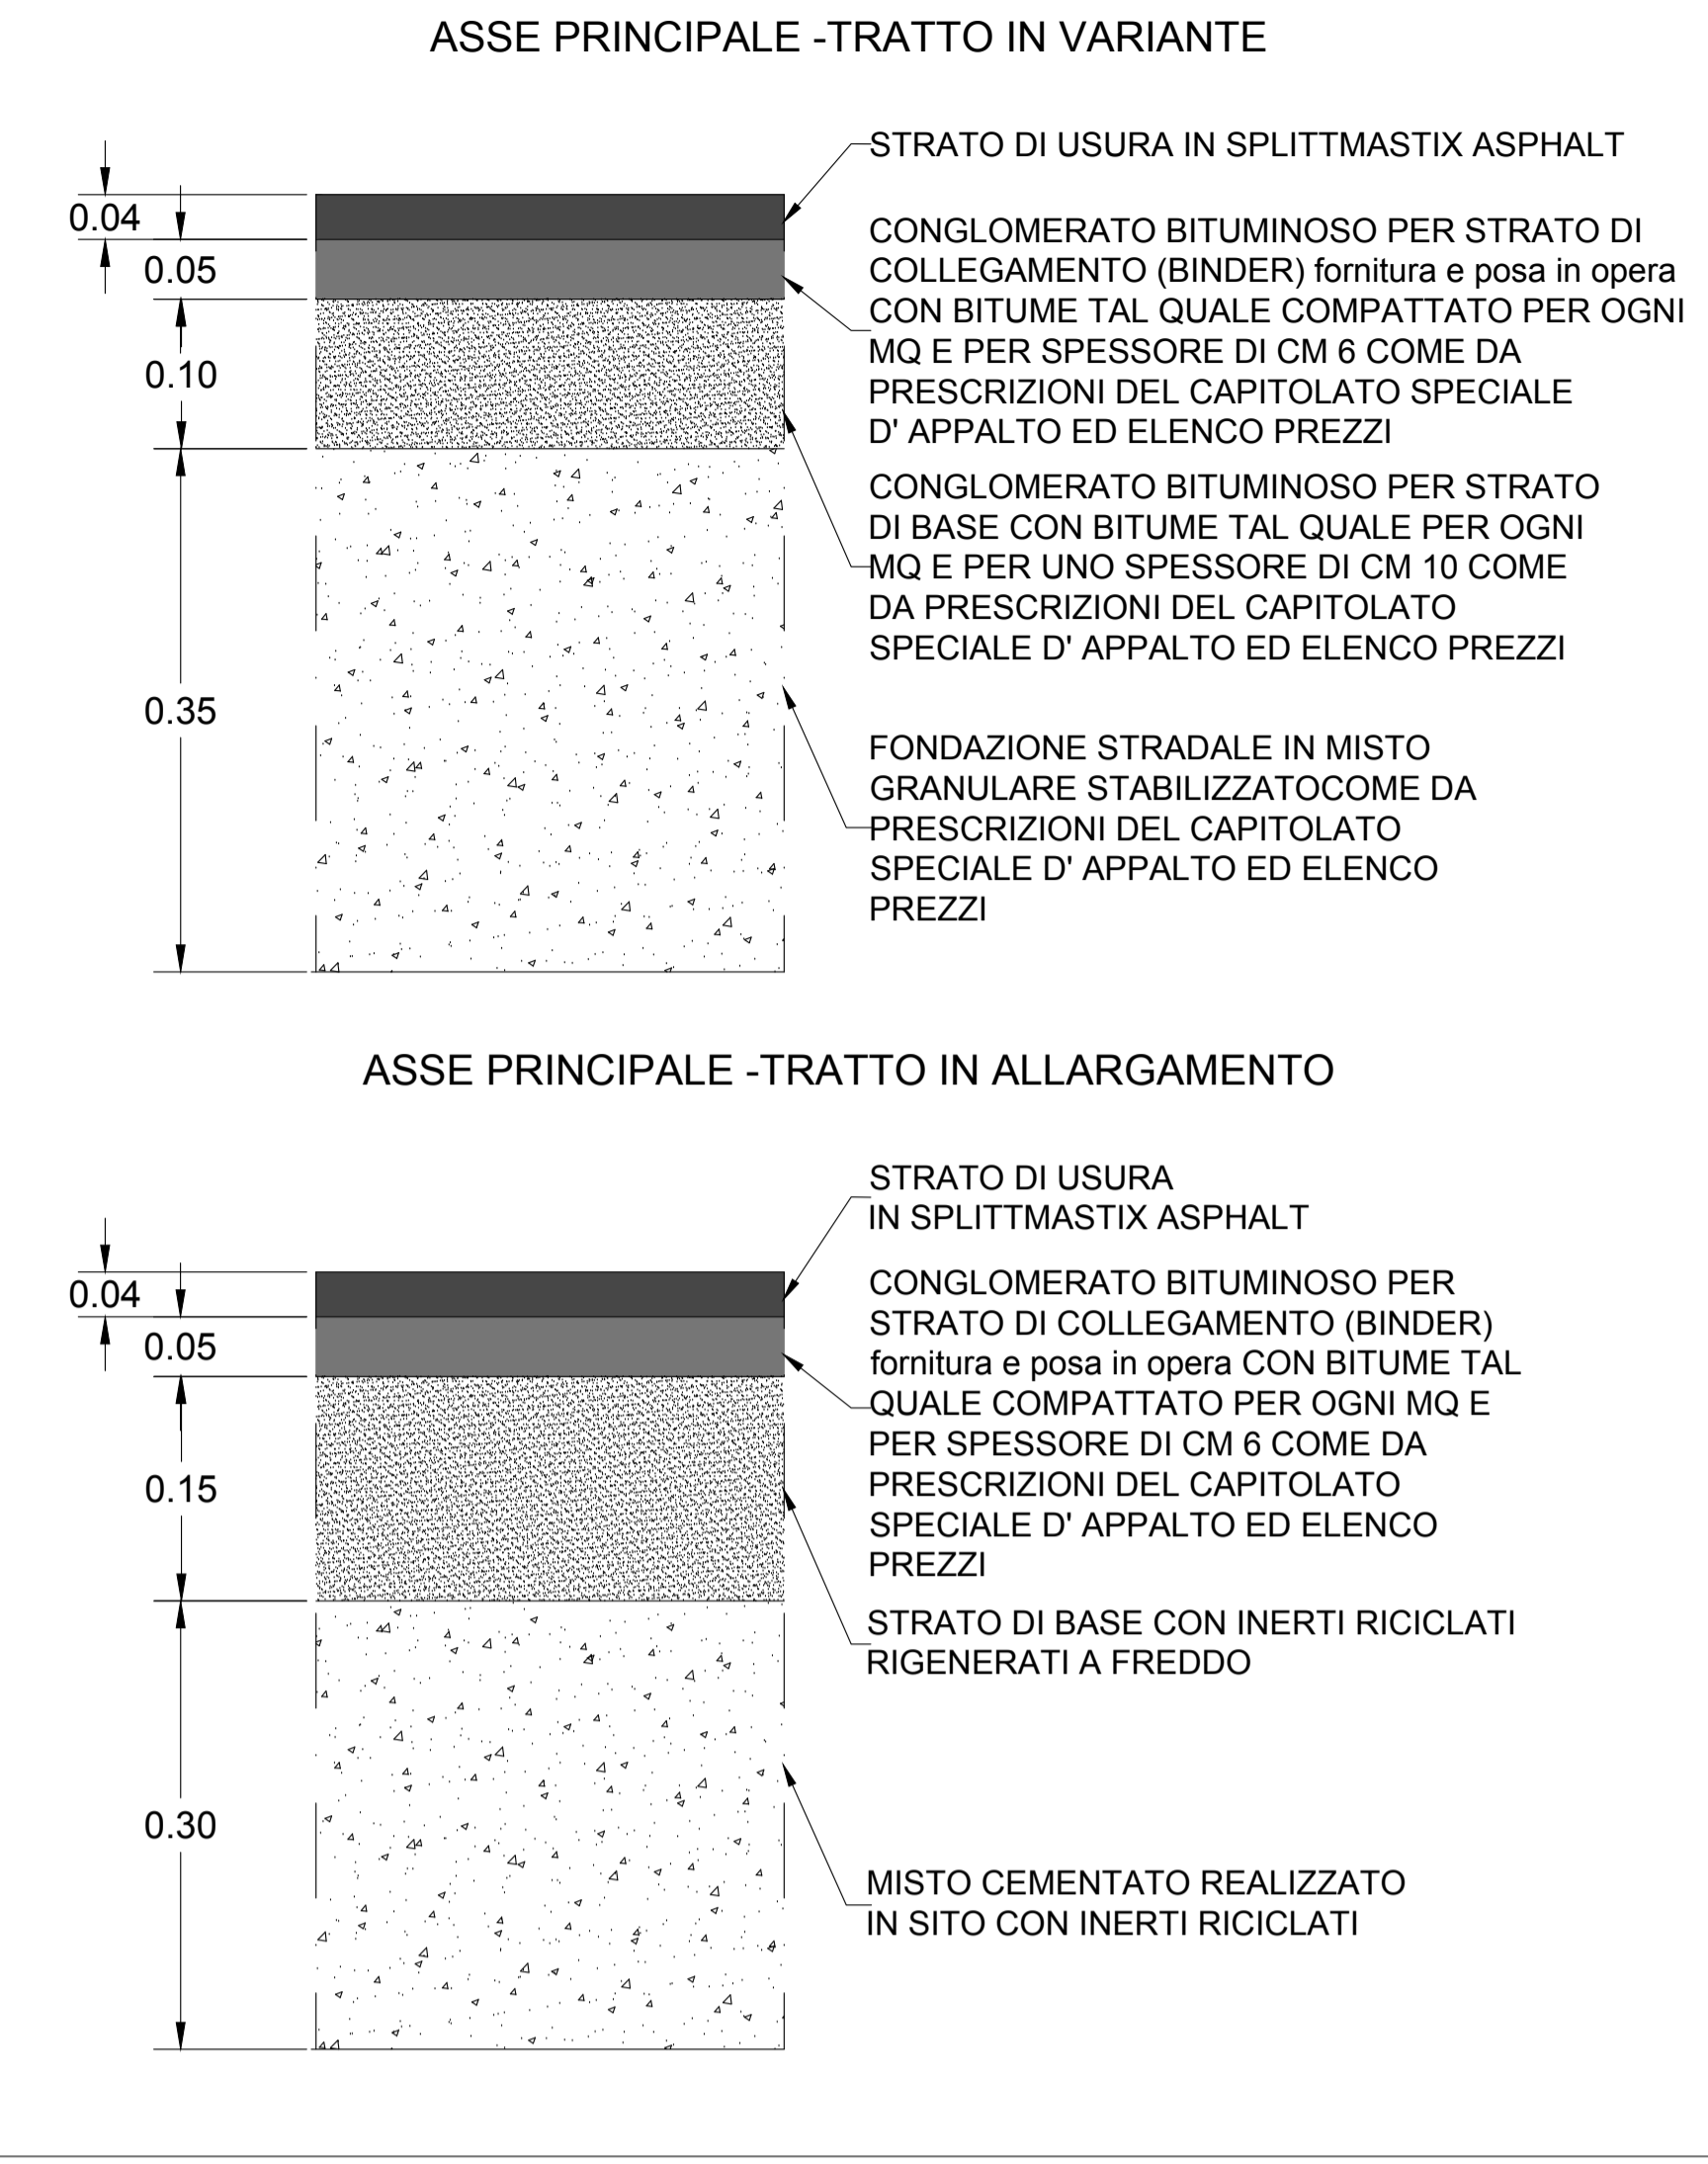 ASSE PRINCIPALE -TRATTO IN VARIANTE
STRATO DI USURA IN SPLITTMASTIX ASPHALT
0.04
0.05
0.10
0.35
CONGLOMERATO BITUMINOSO PER STRATO DI
COLLEGAMENTO (BINDER) fornitura e posa in opera
CON BITUME TAL QUALE COMPATTATO PER OGNI
MQ E PER SPESSORE DI CM 6 COME DA
PRESCRIZIONI DEL CAPITOLATO SPECIALE
D' APPALTO ED ELENCO PREZZI
CONGLOMERATO BITUMINOSO PER STRATO
DI BASE CON BITUME TAL QUALE PER OGNI
MQ E PER UNO SPESSORE DI CM 10 COME
DA PRESCRIZIONI DEL CAPITOLATO
SPECIALE D' APPALTO ED ELENCO PREZZI
FONDAZIONE STRADALE IN MISTO
GRANULARE STABILIZZATOCOME DA
PRESCRIZIONI DEL CAPITOLATO
SPECIALE D' APPALTO ED ELENCO
PREZZI
ASSE PRINCIPALE -TRATTO IN ALLARGAMENTO
STRATO DI USURA
IN SPLITTMASTIX ASPHALT
0.04
0.05
0.15
0.30
CONGLOMERATO BITUMINOSO PER
STRATO DI COLLEGAMENTO (BINDER)
fornitura e posa in opera CON BITUME TAL
QUALE COMPATTATO PER OGNI MQ E
PER SPESSORE DI CM 6 COME DA
PRESCRIZIONI DEL CAPITOLATO
SPECIALE D' APPALTO ED ELENCO
PREZZI
STRATO DI BASE CON INERTI RICICLATI
RIGENERATI A FREDDO
MISTO CEMENTATO REALIZZATO
IN SITO CON INERTI RICICLATI